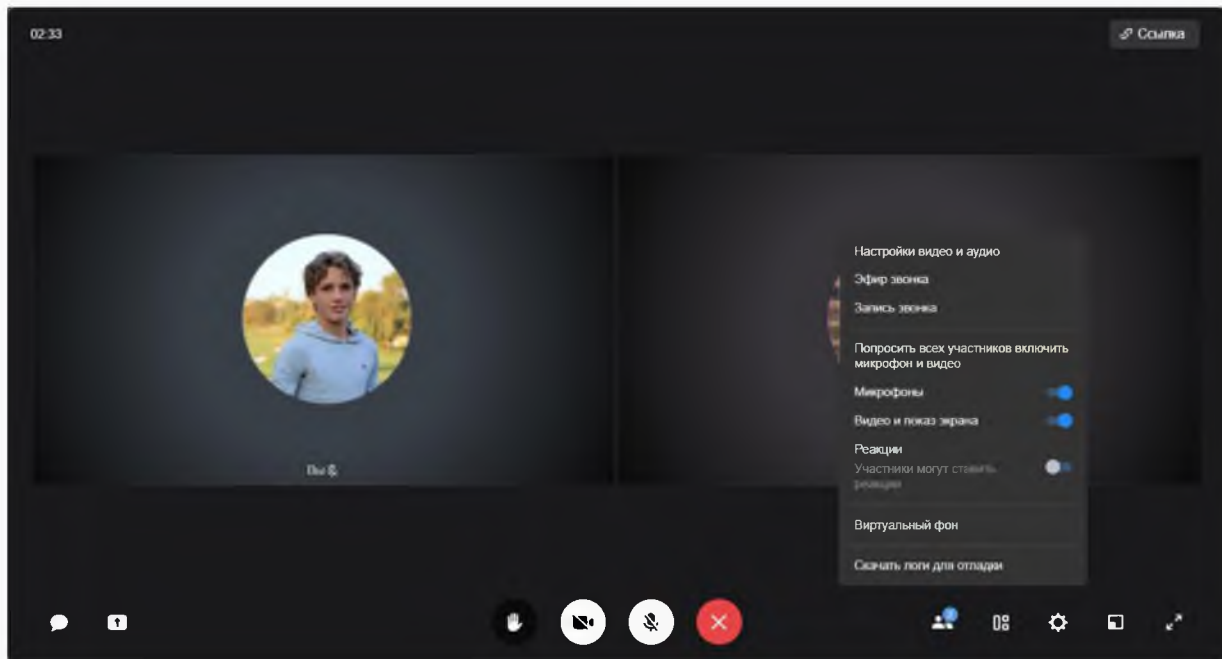 02:33
Ссылка
Настройки видео и аудио
Эфир звонка
Запись звонка
Попросить всех участников включить
микрофон и видео
Микрофоны
Видео и показ экрана
Реакции
Участники могут ставить
реакции
Виртуальный фон
Скачать логи для отладки
Вы
2